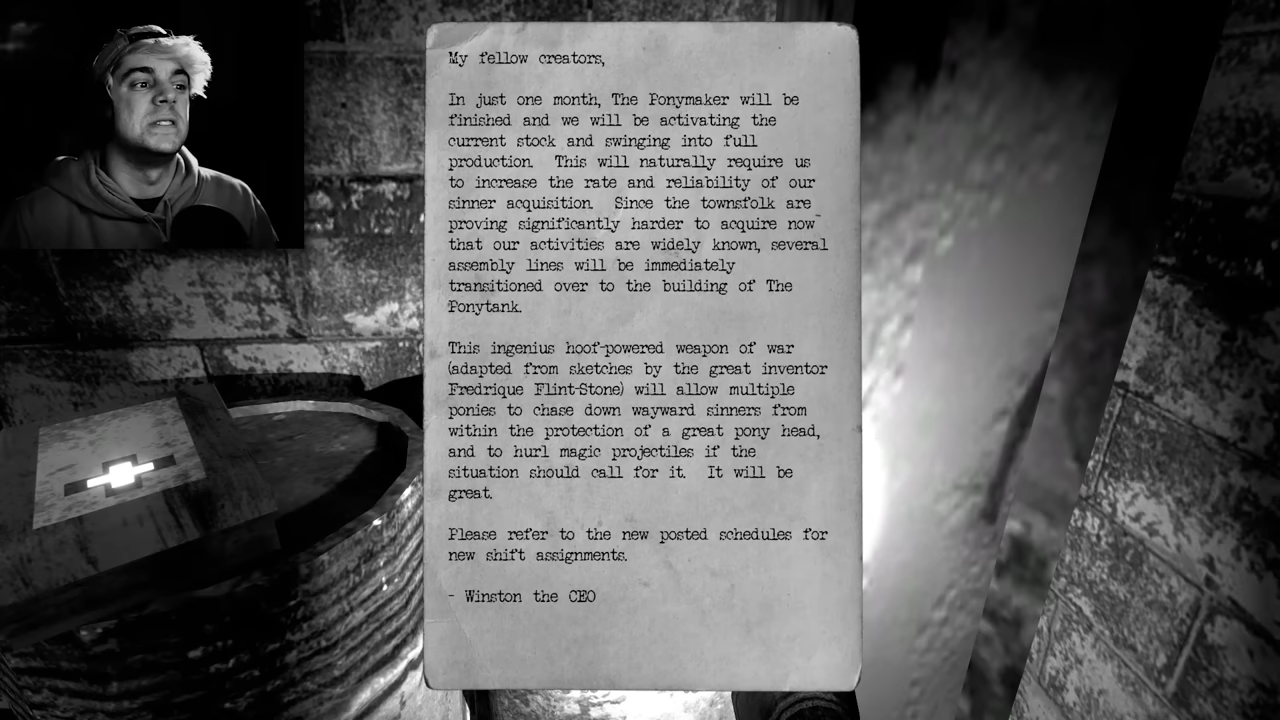 My fellow creators,
In just one month, The Ponymaker will be
finished and we will be activating the
current stock and swinging into full
production. This will naturally require us
to increase the rate and reliability of our
sinner acquisition. Since the townsfolk are
proving significantly harder to acquire now
that our activities are widely known, several
assembly lines will be immediately
transitioned over to the building of The
Ponytank.
This ingenius hoof-powered weapon of war
(adapted from sketches by the great inventor
Fredrique Flint-Stone) will allow multiple
ponies to chase down wayward sinners from
within the protection of a great pony head,
and to hurl magic projectiles if the
situation should call for it. It will be
great.
Please refer to the new posted schedules for
new shift assignments.
- Winston the CEO